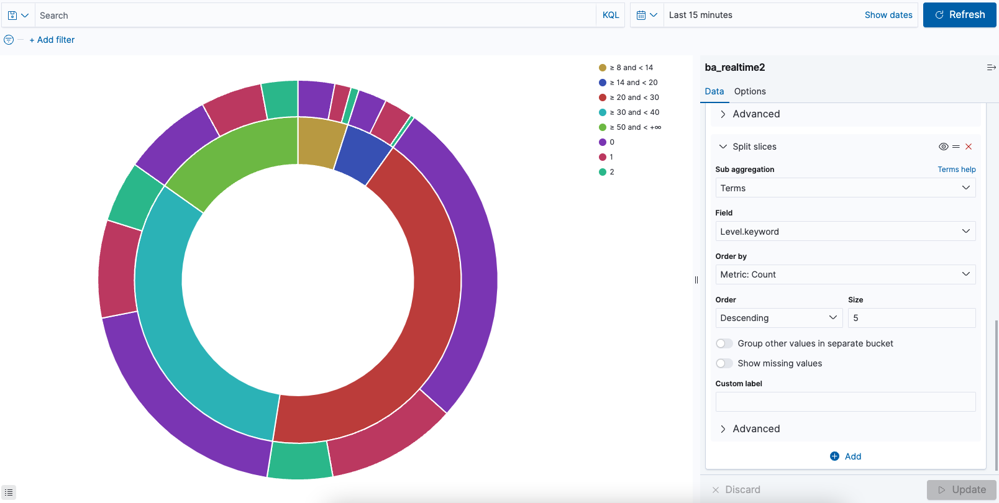 Search
KQL
Last 15 minutes
Show dates
Refresh
+ Add filter
≥ 8 and < 14
≥ 14 and < 20
≥ 20 and < 30
≥ 30 and < 40
≥ 50 and < +∞
0
1
2
ba_realtime2
Data
Options
Advanced
Split slices
Sub aggregation
Terms help
Terms
Field
Level.keyword
Order by
Metric: Count
Order
Size
Descending
5
Group other values in separate bucket
Show missing values
Custom label
Advanced
Add
Discard
Update